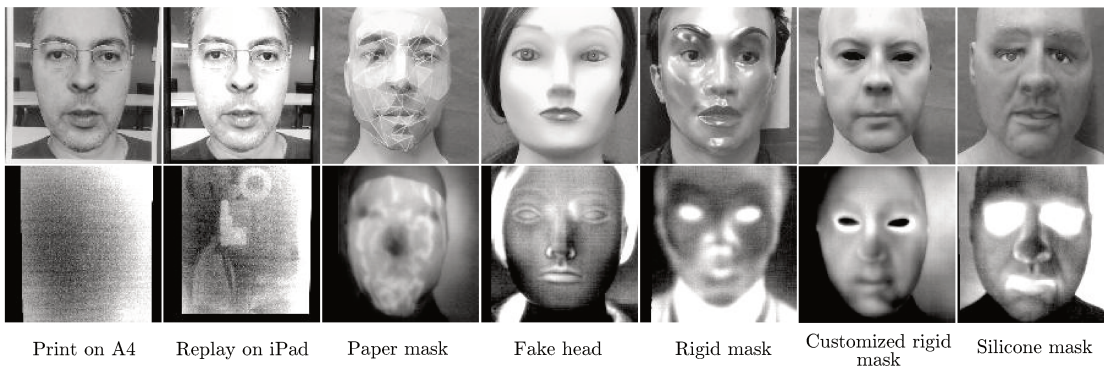 Print on A4
Replay on iPad
Paper mask
Fake head
Rigid mask
Customized rigid
mask
Silicone mask